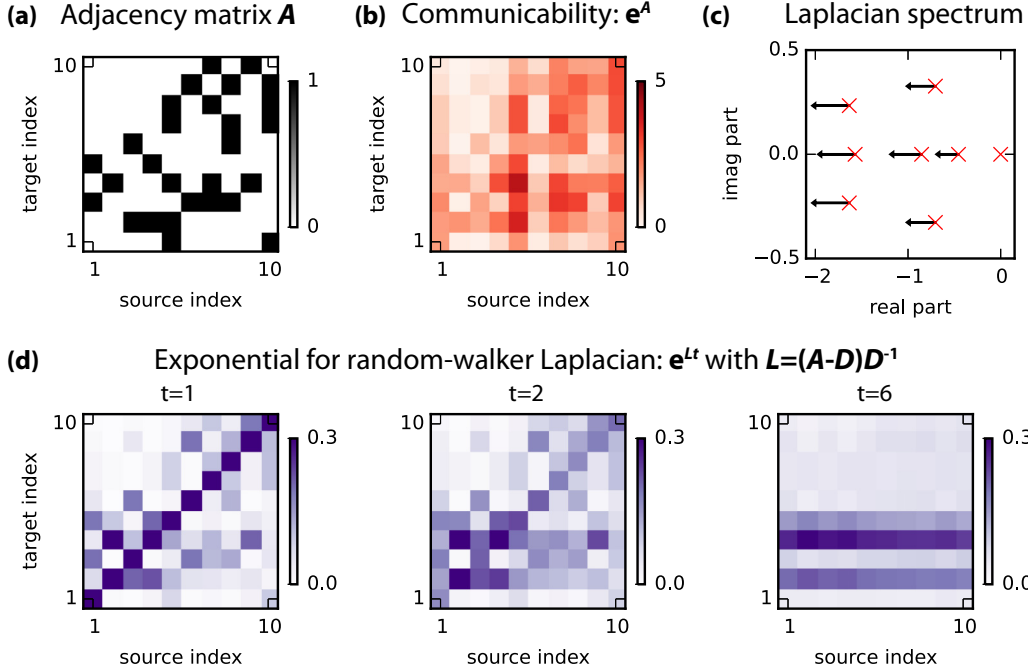 (a) Adjacency matrix A
10
1
target index
1
0
1
10
source index
(b) Communicability: e^A
10
1
target index
5
0
1
10
source index
(c) Laplacian spectrum
0.5
0.0
−0.5
imag part
−2
−1
0
real part
(d) Exponential for random-walker Laplacian: e^Lt with L=(A-D)D^-1
t=1
10
1
target index
0.3
0.0
1
10
source index
t=2
10
1
0.3
0.0
1
10
source index
t=6
10
1
0.3
0.0
1
10
source index